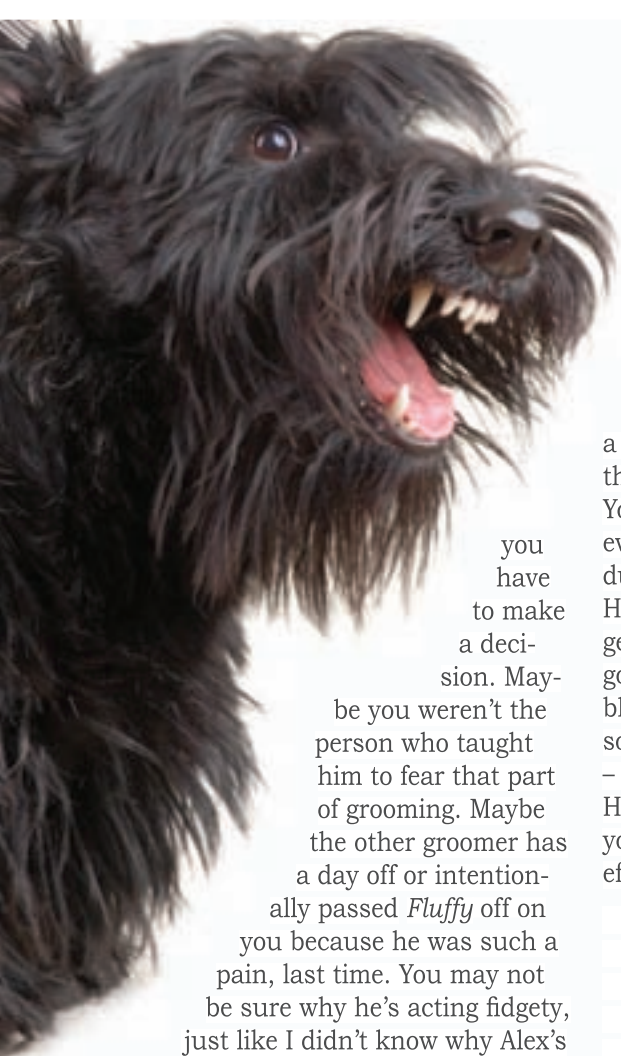 you
have
to make
a deci-
sion. May-
be you weren't the
person who taught
him to fear that part
of grooming. Maybe
the other groomer has
a day off or intention-
ally passed Fluffy off on
you because he was such a
pain, last time. You may not
be sure why he's acting fidgety,
just like I didn't know why Alex's
a